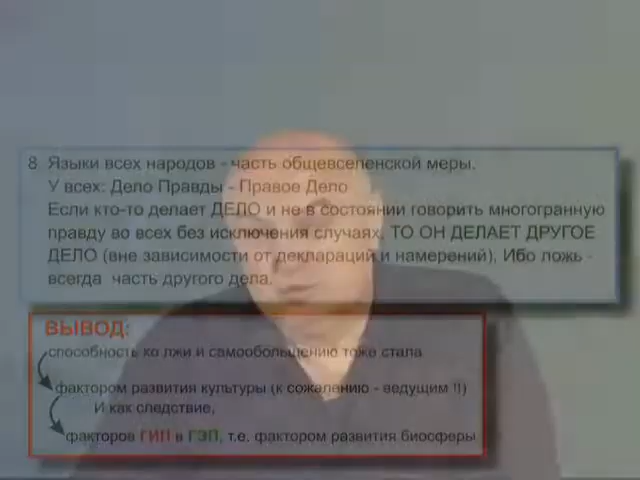 8. Языки всех народов - часть общевселенской меры.
У всех: Дело Правды - Правое Дело
Если кто-то делает ДЕЛО и не в состоянии говорить многогранную
правду во всех без исключения случаях, ТО ОН ДЕЛАЕТ ДРУГОЕ
ДЕЛО (вне зависимости от деклараций и намерений), Ибо ложь -
всегда часть другого дела.
ВЫВОД:
способность ко лжи и самообольщению тоже стала
фактором развития культуры (к сожалению - ведущим !!)
И как следствие,
факторов ГИП в ГЭП, т.е. фактором развития биосферы